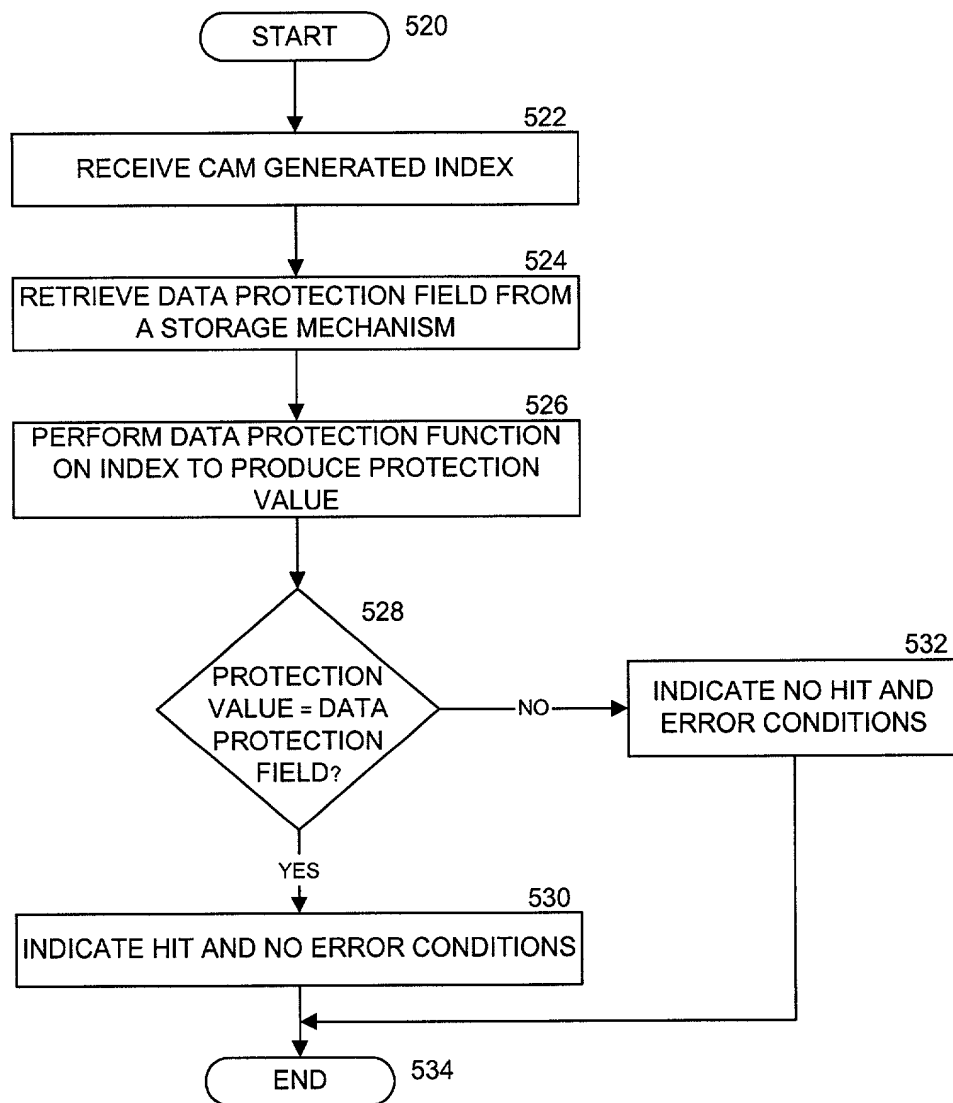 START
520
522
RECEIVE CAM GENERATED INDEX
524
RETRIEVE DATA PROTECTION FIELD FROM
A STORAGE MECHANISM
526
PERFORM DATA PROTECTION FUNCTION
ON INDEX TO PRODUCE PROTECTION
VALUE
528
PROTECTION
VALUE = DATA
PROTECTION
FIELD?
NO
532
INDICATE NO HIT AND
ERROR CONDITIONS
YES
530
INDICATE HIT AND NO ERROR CONDITIONS
END
534